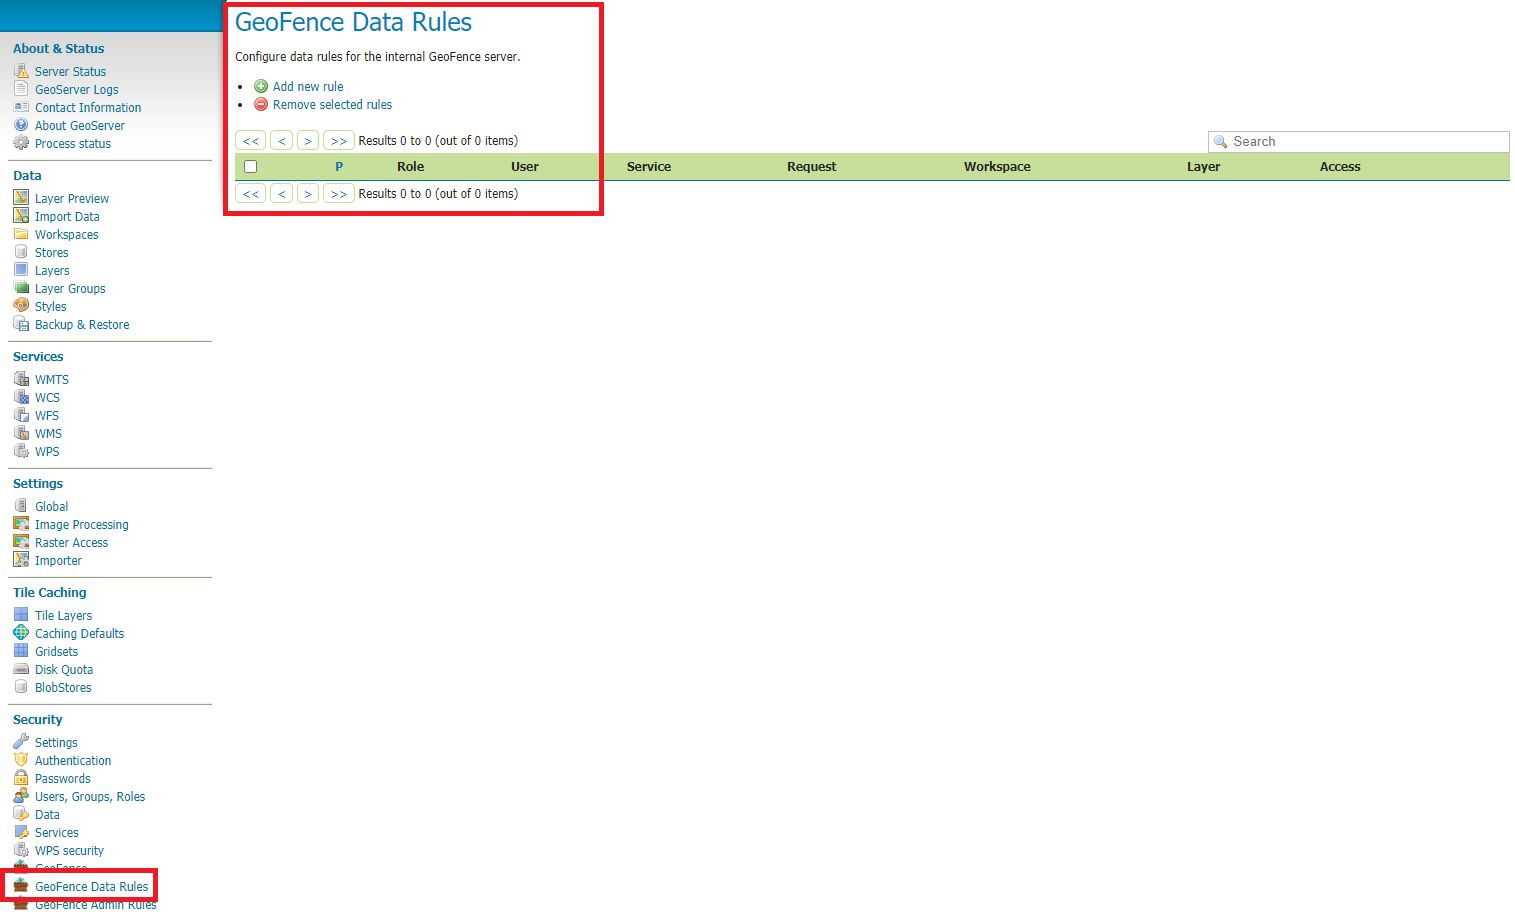 About & Status
Server Status
GeoServer Logs
Contact Information
About GeoServer
Process status
Data
Layer Preview
Import Data
Workspaces
Stores
Layers
Layer Groups
Styles
Backup & Restore
Services
WMTS
WCS
WFS
WMS
WPS
Settings
Global
Image Processing
Raster Access
Importer
Tile Caching
Tile Layers
Caching Defaults
Gridsets
Disk Quota
BlobStores
Security
Settings
Authentication
Passwords
Users, Groups, Roles
Data
Services
WPS security
GeoFence
GeoFence Data Rules
GeoFence Admin Rules
GeoFence Data Rules
Configure data rules for the internal GeoFence server.
Add new rule
Remove selected rules
<< < > >> Results 0 to 0 (out of 0 items) Search
P Role User Service Request Workspace Layer Access
<< < > >> Results 0 to 0 (out of 0 items)